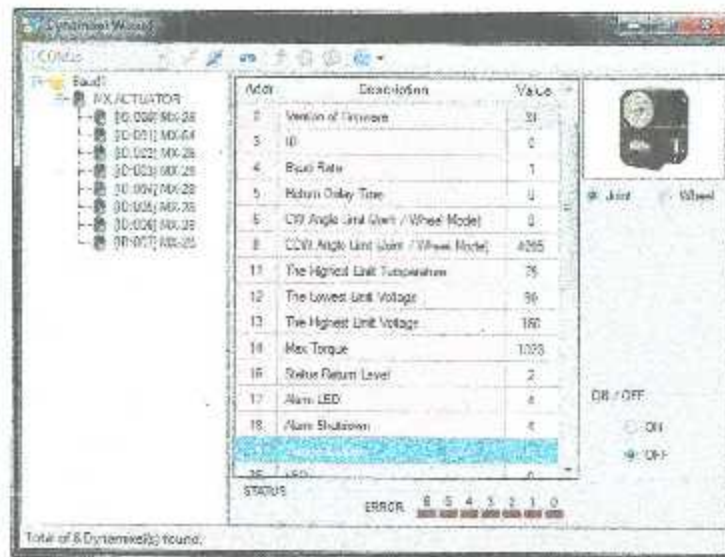 Dynamixel Wizard
Baud1
MX ACTUATOR
[ID:000] MX-28
[ID:001] MX-64
[ID:002] MX-28
[ID:003] MX-28
[ID:004] MX-28
[ID:005] MX-28
[ID:006] MX-28
[ID:007] MX-28
Addr Description Value
2 Version of Firmware
3 ID 0
4 Baud Rate 1
5 Return Delay Time 0
6 CW Angle Limit (Joint / Wheel Mode) 0
8 CCW Angle Limit (Joint / Wheel Mode) 4095
11 The Highest Limit Temperature
12 The Lowest Limit Voltage
13 The Highest Limit Voltage 160
14 Max Torque 1023
16 Status Return Level 2
17 Alarm LED 4
18 Alarm Shutdown 4
25 LED 0
Joint Wheel
ON / OFF
ON
OFF
STATUS
ERROR 6 5 4 3 2 1 0
Total of 8 Dynamixel(s) found.